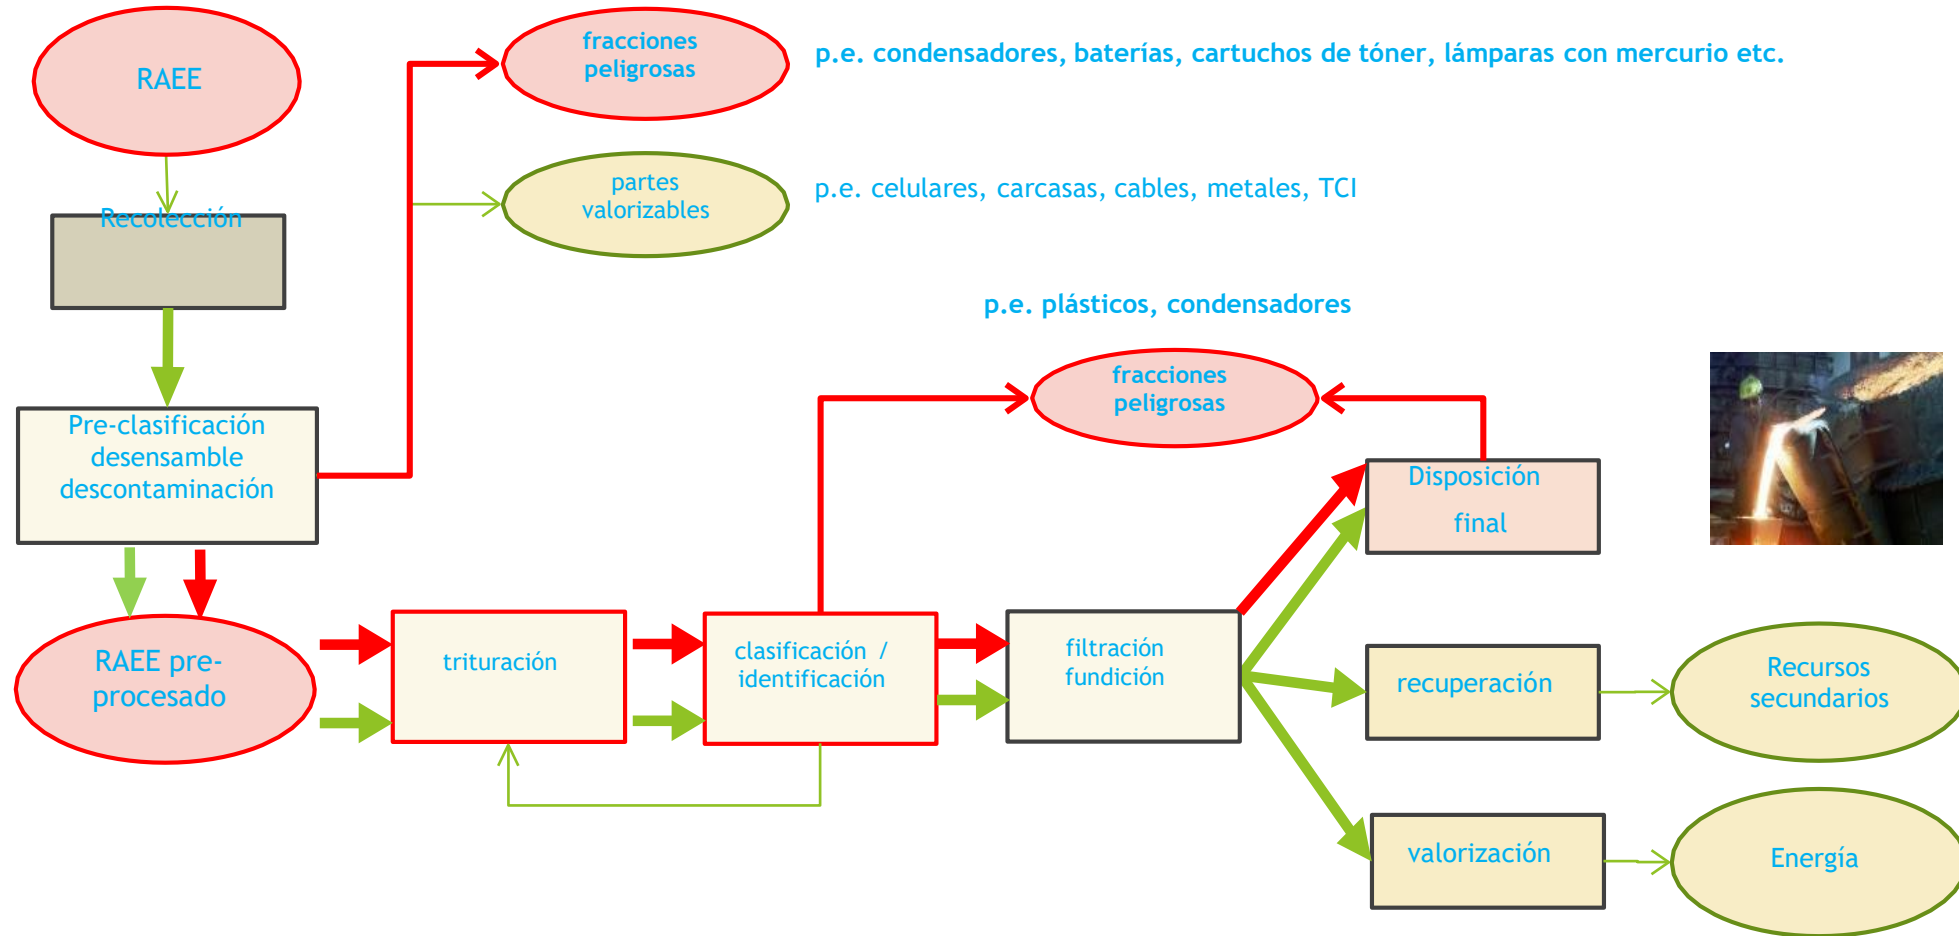 RAEE
fracciones
peligrosas
p.e. condensadores, baterías, cartuchos de tóner, lámparas con mercurio etc.
partes
valorizables
p.e. celulares, carcasas, cables, metales, TCI
Recolección
p.e. plásticos, condensadores
fracciones
peligrosas
Pre-clasificación
desensamble
descontaminación
Disposición
final
RAEE pre-
procesado
trituración
clasificación /
identificación
filtración
fundición
recuperación
Recursos
secundarios
valorización
Energía